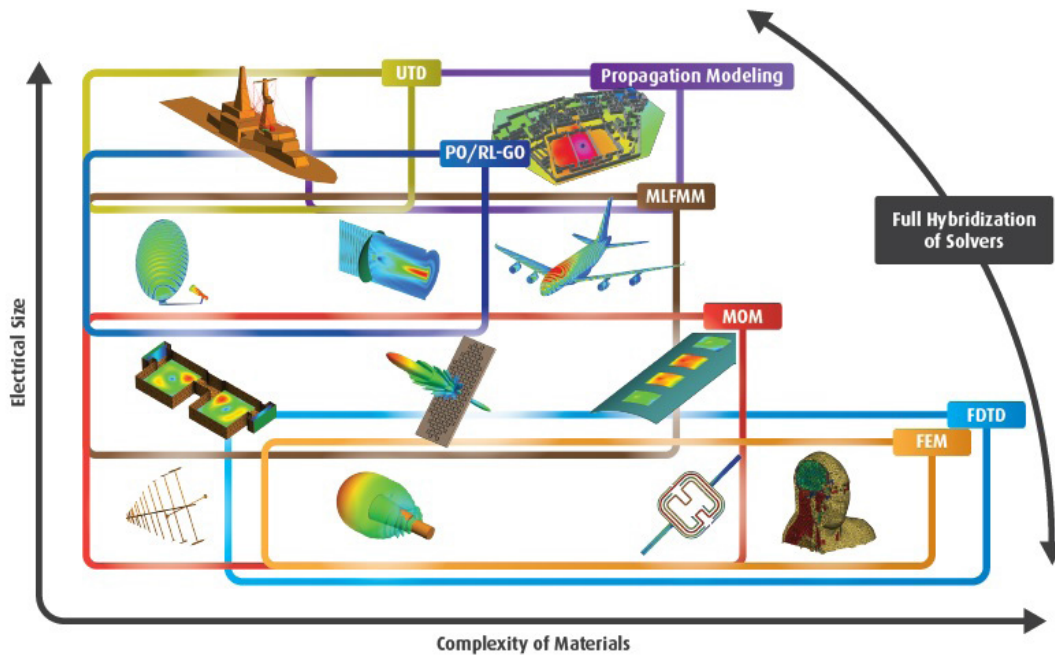 UTD
Propagation Modeling
PO/RL-GO
MLFMM
Full Hybridization
of Solvers
MOM
Electrical Size
FDTD
FEM
Complexity of Materials